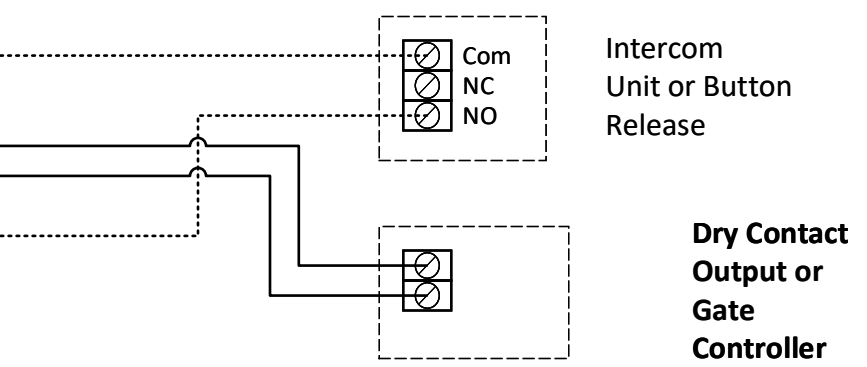 Com
NC
NO
Intercom
Unit or Button
Release
Dry Contact
Output or
Gate
Controller